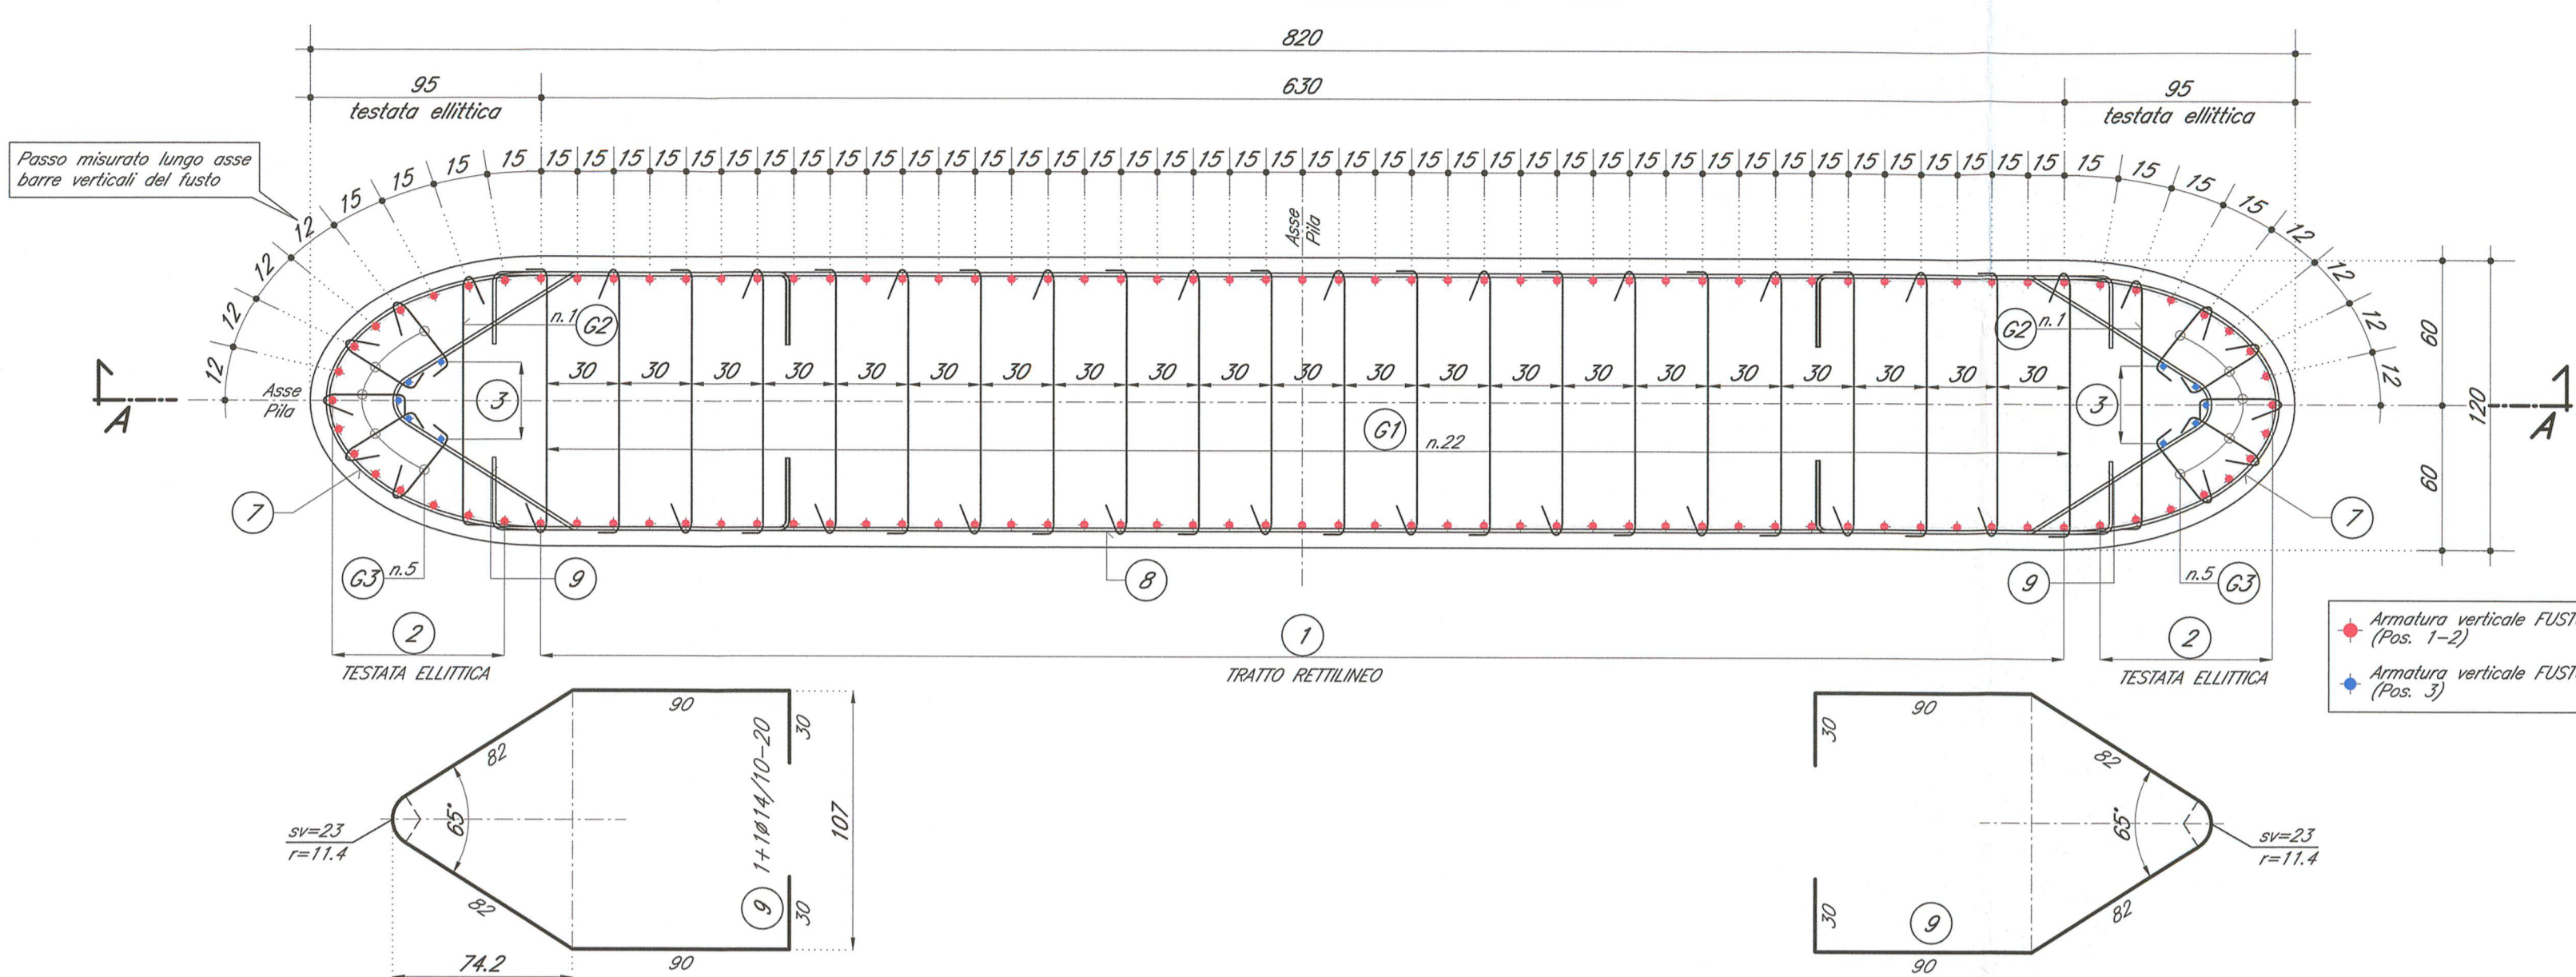 820
95
630
95
testata ellittica
testata ellittica
Passo misurato lungo asse
barre verticali del fusto
12 12 12 12 15 15 15 15
15 15 15 15 15 15 15 15 15 15 15 15 15 15 15 15 15 15 15 15 15 15 15 15 15 15 15 15 15 15 15 15 15 15 15 15 15 15 15 15 15 15
15 15 15 15 12 12 12 12
Asse
Pila
n.1 G2
G2 n.1
30 30 30 30 30 30 30 30 30 30 30 30 30 30 30 30 30 30 30 30 30
Asse
Pila
A
3
3
A
G1
n.22
60
120
60
7
7
G3 n.5
9
8
9
n.5 G3
2
1
2
TESTATA ELLITTICA
TRATTO RETTILINEO
TESTATA ELLITTICA
Armatura verticale FUST
(Pos. 1-2)
Armatura verticale FUST
(Pos. 3)
90
30
82
65°
sv=23
r=11.4
9 1+1ø14/10-20
107
82
30
74.2
90
90
30
82
65°
sv=23
r=11.4
30
9
82
90